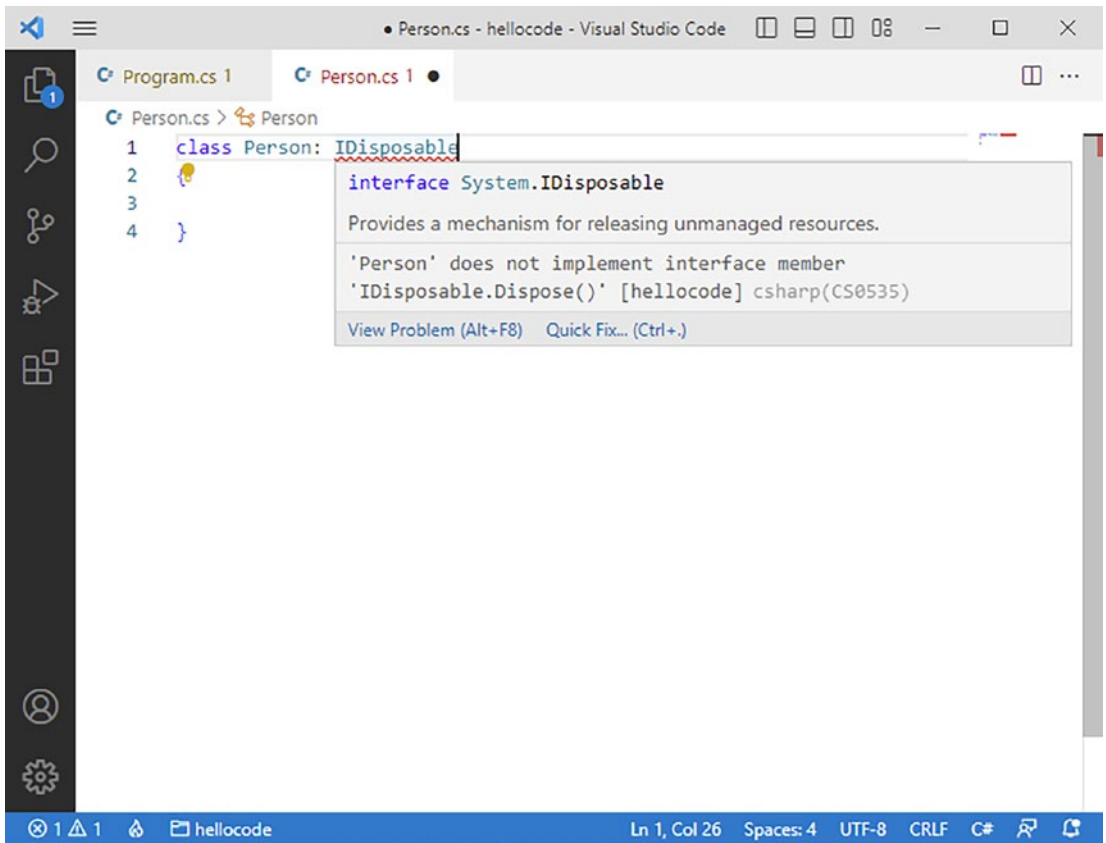 ● Person.cs - hellocode - Visual Studio Code
C# Program.cs 1
C# Person.cs 1 ●
C# Person.cs > Person
1 class Person: IDisposable
2 {
3
4 }
interface System.IDisposable
Provides a mechanism for releasing unmanaged resources.
'Person' does not implement interface member
'IDisposable.Dispose()' [hellocode] csharp(CS0535)
View Problem (Alt+F8) Quick Fix... (Ctrl+.)
1
1 1 hellocode Ln 1, Col 26 Spaces: 4 UTF-8 CRLF C#